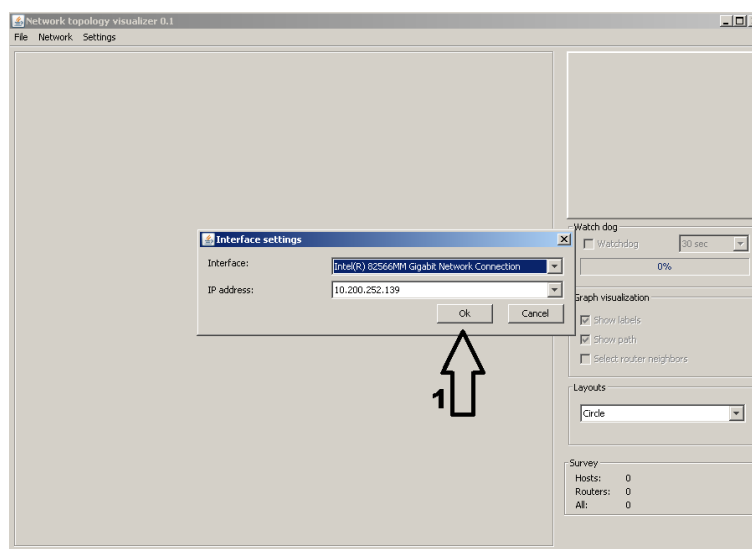 Network topology visualizer 0.1
File Network Settings
Interface settings
Interface:
Intel(R) 82566MM Gigabit Network Connection
IP address:
10.200.252.139
Ok
Cancel
1
Watch dog
Watchdog
30 sec
0%
Graph visualization
Show labels
Show path
Select router neighbors
Layouts
Circle
Survey
Hosts: 0
Routers: 0
All: 0